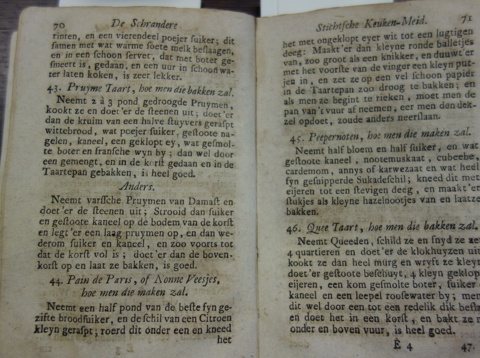 70 De Schrandere
rinten, en een vierendeel poejer suiker; dit
samen met warme soete melk beslaagen,
en in een schoon servet, dat met boter ge-
smeert is, gedaan, en een uur in schoonwa-
ter laten koken, is zeer lekker.
43. Pruyme Taart, hoe men die bakken zal.
Neemt 2 à 3 pond gedroogde Pruymen,
kookt ze en doet'er de steenen uit; doet'er
dan de kruim van een halve stuyvers geraspt
wittebrood, wat poejer suiker, gestoote na-
gelen, kaneel, een geklopt ey, wat gesmol-
te boter en fransche wyn by; dan wel door
een gemengt, en in de korst gedaan en in de
Taartepan gebakken, is heel goed.
Anders.
Neemt varssche Pruymen van Damast en
doet'er de steenen uit; Strooid dan suiker
en gestoote kaneel op de bodem van de korst
en legt'er een laag pruymen op, en dan we-
derom suiker en kaneel, en zoo voorts tot
dat de korst vol is; doet'er dan de boven-
korst op en laat ze bakken, is goed.
44. Pain de Paris, of Nonne Veesjes,
hoe men die maken zal.
Neemt een half pond van de beste fyn ge-
zifte broodsuiker, en de schil van een Citroen
kleyn geraspt; roerd dit onder een en kneed
het
Stichtsche Keuken-Meid. 71
het met ongeklopt eyer wit tot een lugtigen
deeg: Maakt'er dan kleyne ronde balletjes
van, zoo groot als een knikker, en duuwt'er
met het voorste van de vinger een kleyn put-
jen in, en zet ze op een vel schoon papier
in de Taartepan zoo droog te bakken; en
als men ze begint te rieken, moet men de
pan van't vuur af neemen; eer men den dek-
zel opdoet, zoude anders neerslaan.
45. Peepernoten, hoe men die maken zal.
Neemt half bloem en half suiker, en wat
gestoote kaneel, nootemuskaat, cubeebe,
cardemom, annys of karwezaat en wat heel
fyn gesnipperde Sukadeschil; kneed dit met
eijeren tot een stevigen deeg, en maakt'er
stukjes als kleyne hazelnootjes van en laatze
bakken.
46. Quee Taart, hoe men die bakken zal.
Neemt Queeden, schild ze en snyd ze in
4 quartieren en doet'er de klokhuyzen uit
kookt ze dan heel murg en wryft ze kleyn
doet'er gestoote beschuyt, 4 kleyn geklopt
eijeren, een kom gesmolte boter, suiker
kaneel en een leepel roosewater by; men
dit wel door een tot een redelik dik besl
en doet het in een korst, en bakt ze
onder en boven vuur, is heel goed.
E 4 47.